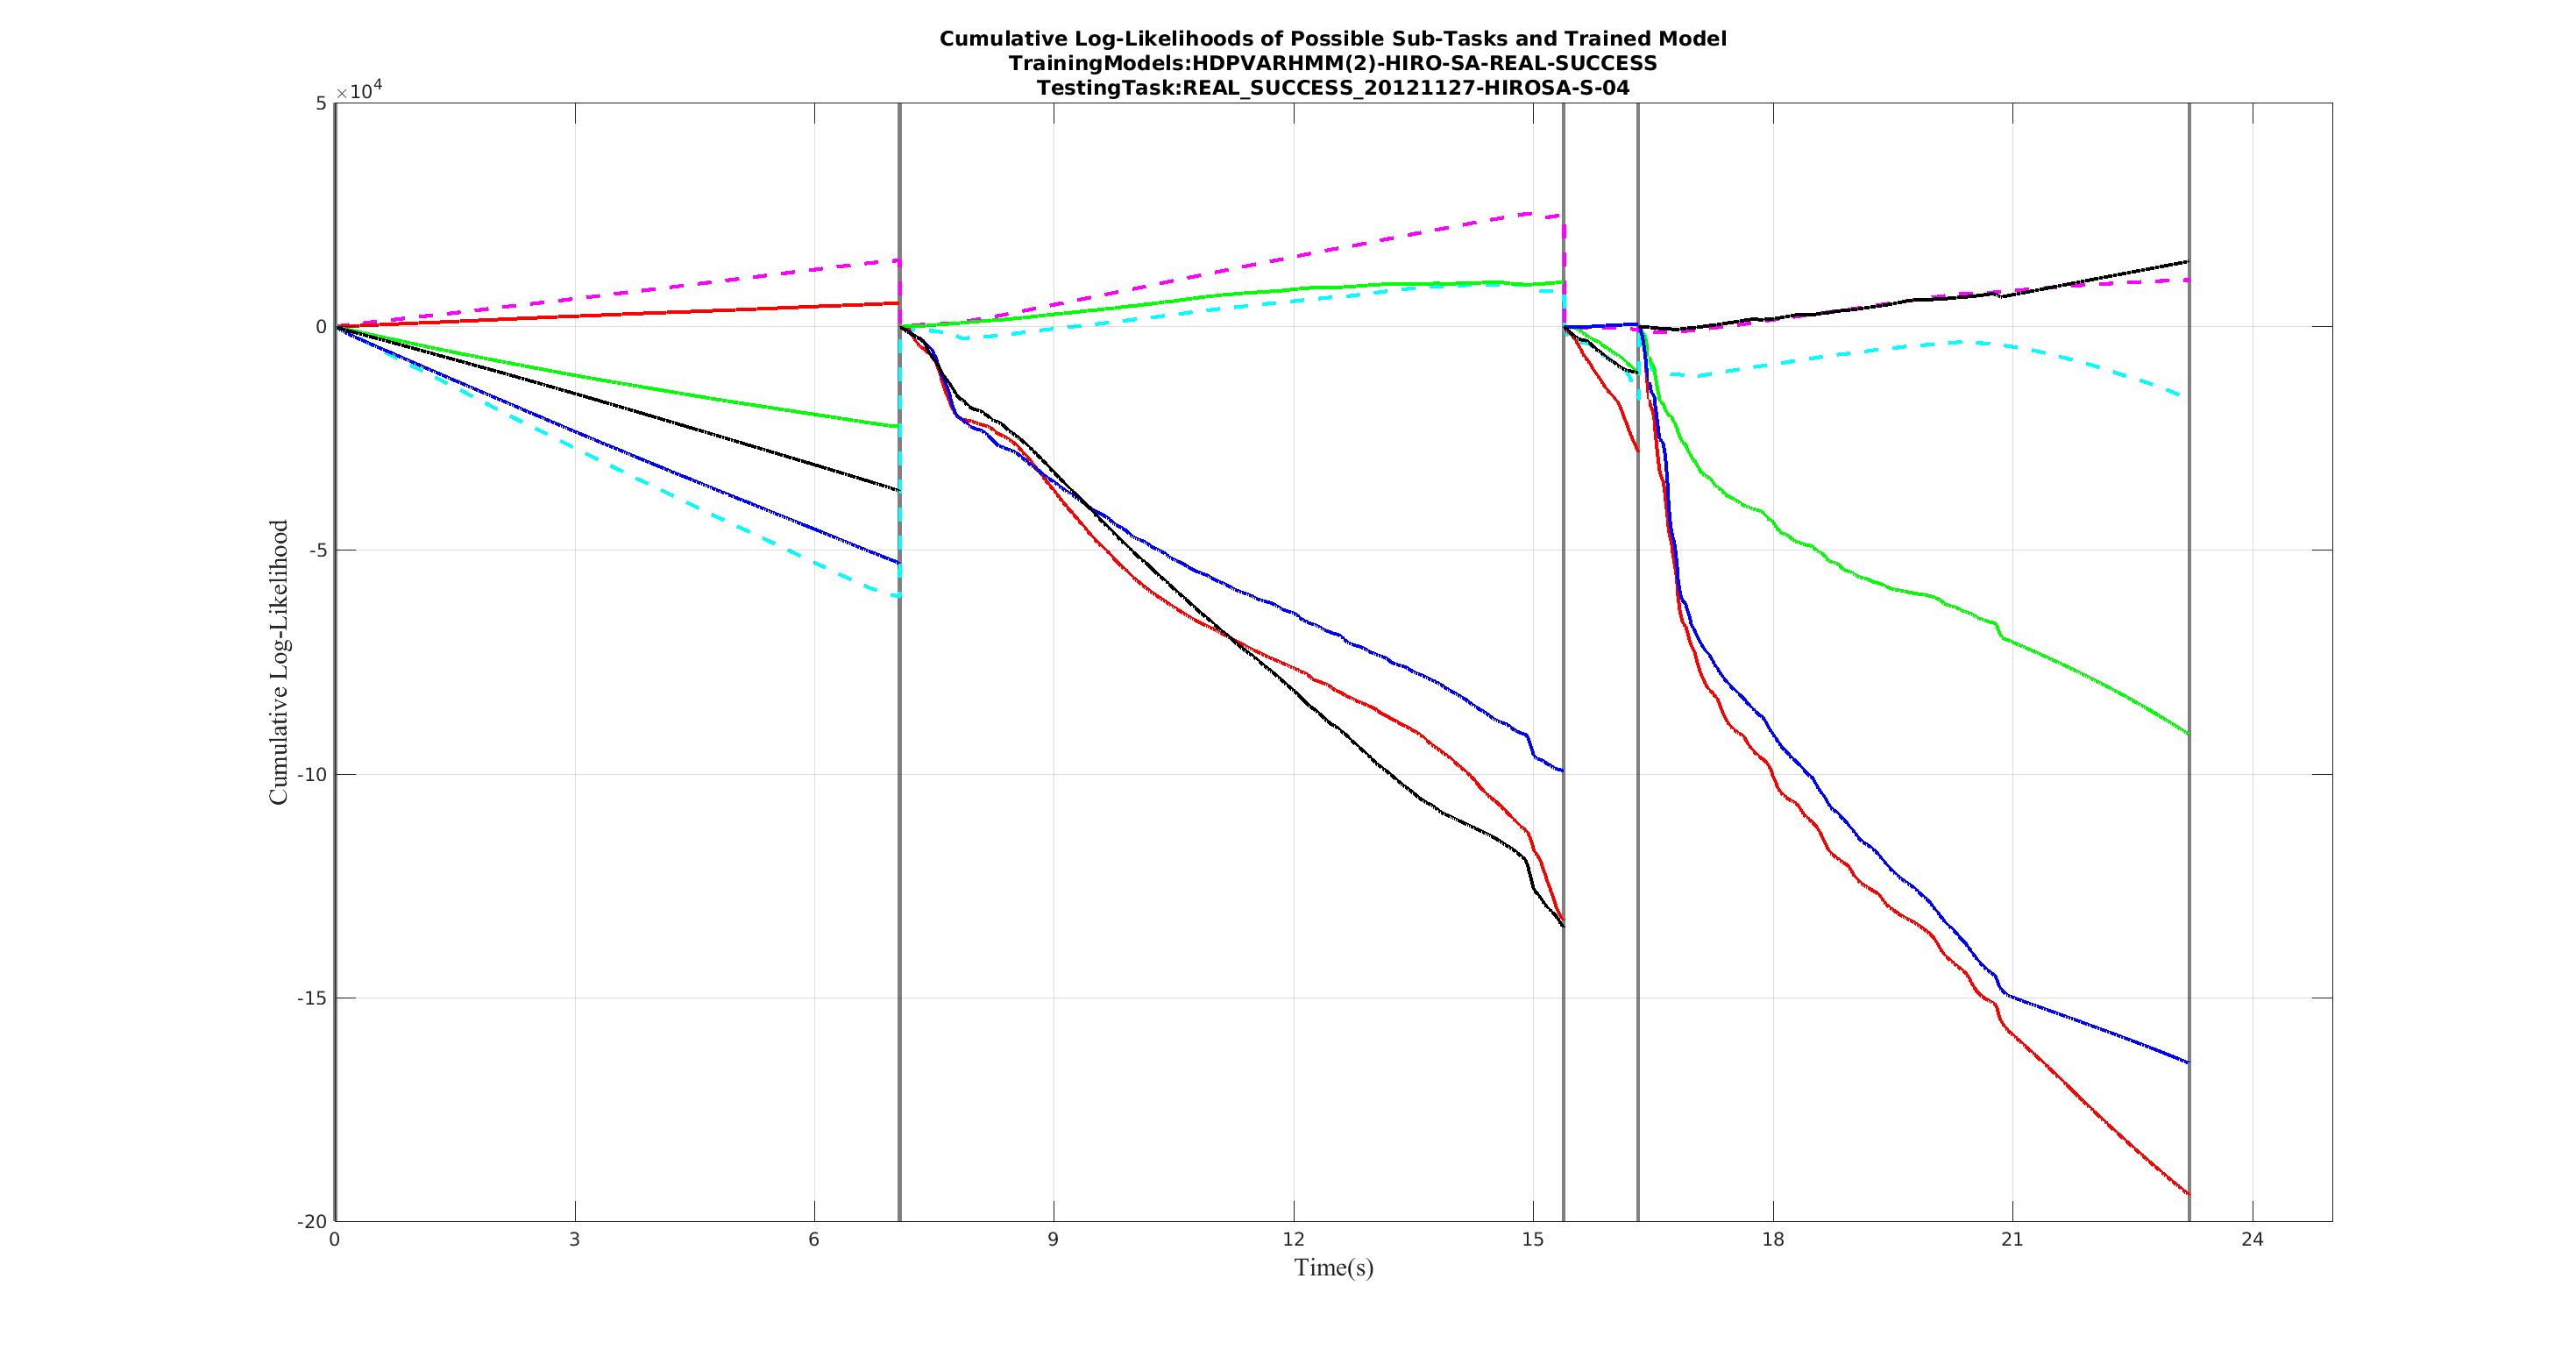 Cumulative Log-Likelihoods of Possible Sub-Tasks and Trained Model
TrainingModels:HDPVARHMM(2)-HIRO-SA-REAL-SUCCESS
TestingTask:REAL_SUCCESS_20121127-HIROSA-S-04
×10⁴
5
0
-5
-10
-15
-20
Cumulative Log-Likelihood
0 3 6 9 12 15 18 21 24
Time(s)